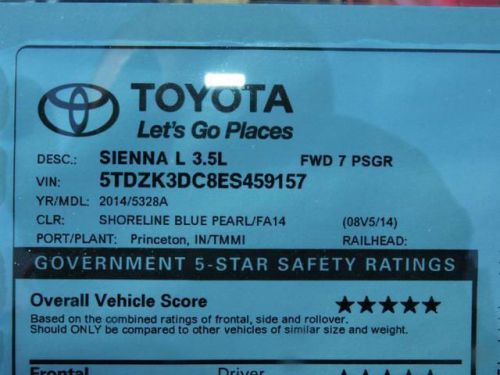 TOYOTA
Let's Go Places
DESC.: SIENNA L 3.5L FWD 7 PSGR
VIN: 5TDZK3DC8ES459157
YR/MDL: 2014/5328A
CLR: SHORELINE BLUE PEARL/FA14 (08V5/14)
PORT/PLANT: Princeton, IN/TMMI RAILHEAD:
GOVERNMENT 5-STAR SAFETY RATINGS
Overall Vehicle Score ★★★★★
Based on the combined ratings of frontal, side and rollover.
Should ONLY be compared to other vehicles of similar size and weight.
Frontal Driver ★★★★★